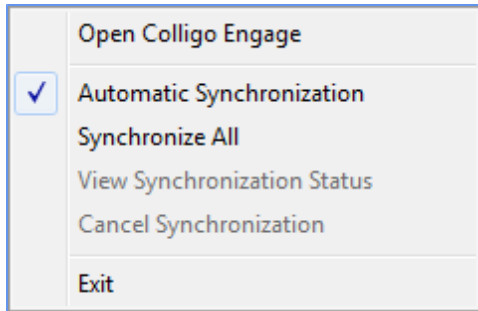 Open Colligo Engage
Automatic Synchronization
Synchronize All
View Synchronization Status
Cancel Synchronization
Exit